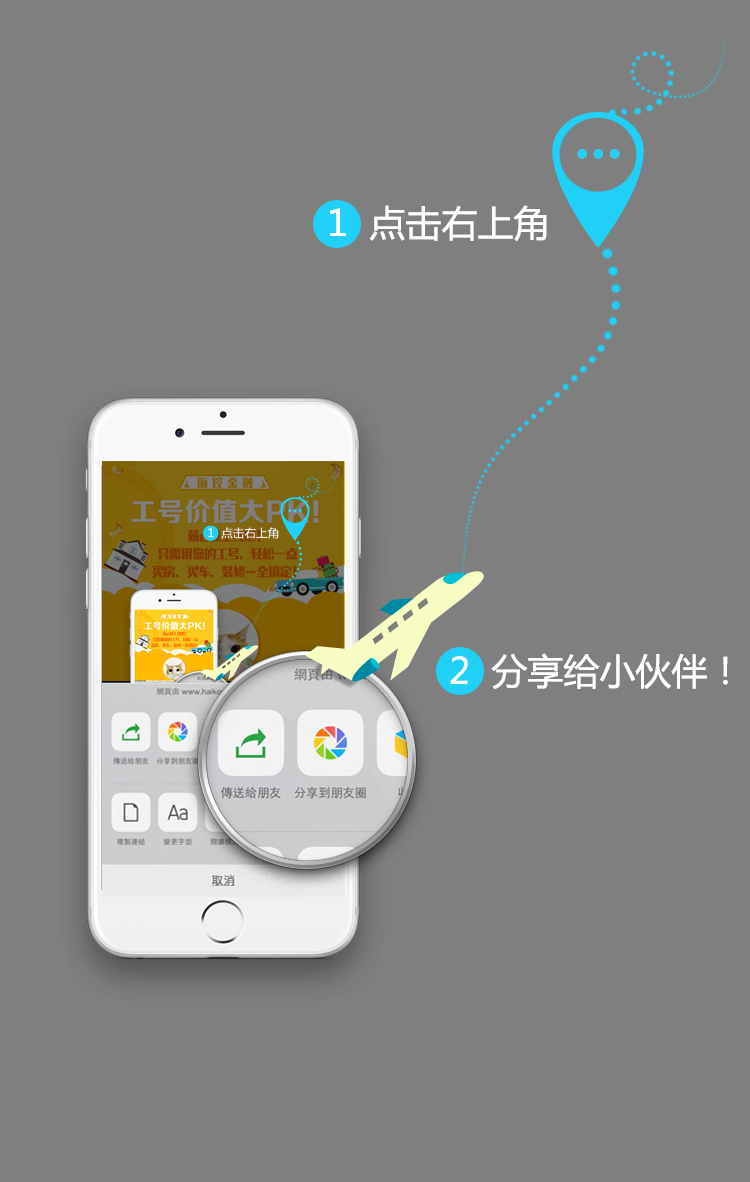 1 点击右上角
海控金融
工号价值大PK!
1 点击右上角
只需用您的工号，轻松一点
买房、买车、装修…全搞定!
工号价值大PK!
2 分享给小伙伴！
網頁由 www.haiko
網頁由
傳送給朋友 分享到朋友圈
傳送給朋友 分享到朋友圈
複製連結 變更字型 閱讀模
Aa
取消